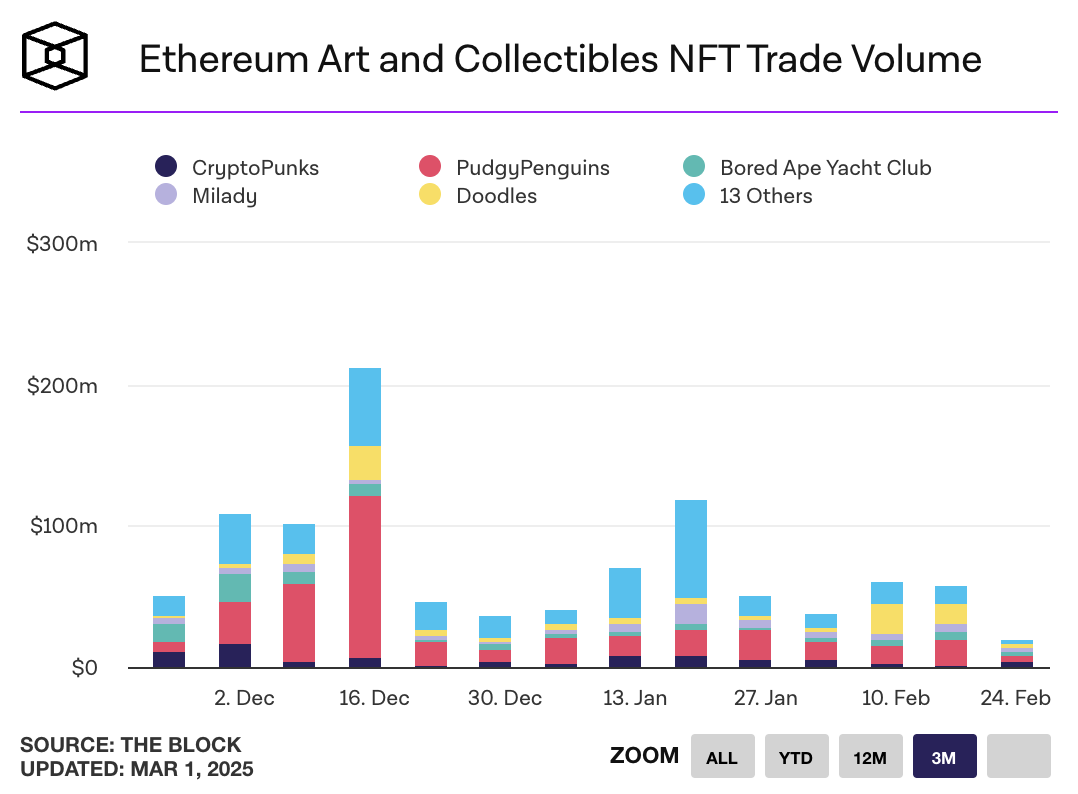 Ethereum Art and Collectibles NFT Trade Volume
CryptoPunks PudgyPenguins Bored Ape Yacht Club
Milady Doodles 13 Others
$300m
$200m
$100m
$0
2. Dec 16. Dec 30. Dec 13. Jan 27. Jan 10. Feb 24. Feb
SOURCE: THE BLOCK
UPDATED: MAR 1, 2025
ZOOM ALL YTD 12M 3M